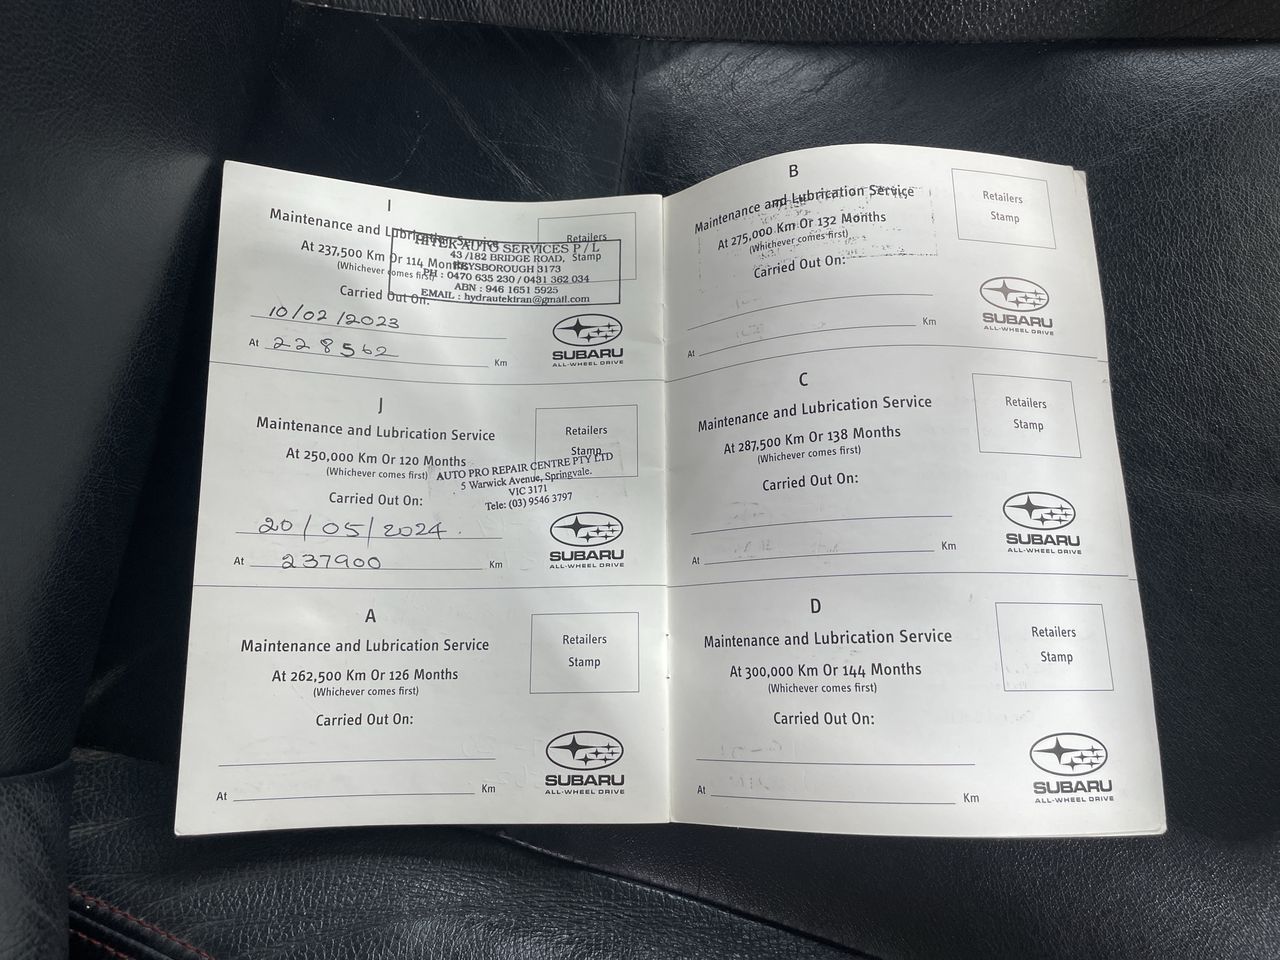 I
Maintenance and Lubrication Service
At 237,500 Km Or 114 Months
(Whichever comes first)
Carried Out On:
Retailers
Stamp
HITEK AUTO SERVICES P / L
43 /182 BRIDGE ROAD,
KEYSBOROUGH 3173
PH : 0470 635 230 / 0431 362 034
ABN : 946 1651 5925
EMAIL : hydrautekiran@gmail.com
10/02/2023
At 228562 Km
SUBARU
ALL-WHEEL DRIVE
J
Maintenance and Lubrication Service
At 250,000 Km Or 120 Months
(Whichever comes first)
Carried Out On:
Retailers
Stamp
AUTO PRO REPAIR CENTRE PTY LTD
5 Warwick Avenue, Springvale.
VIC 3171
Tele: (03) 9546 3797
20/05/2024.
At 237900 Km
SUBARU
ALL-WHEEL DRIVE
A
Maintenance and Lubrication Service
At 262,500 Km Or 126 Months
(Whichever comes first)
Carried Out On:
Retailers
Stamp
At Km
SUBARU
ALL-WHEEL DRIVE
B
Maintenance and Lubrication Service
At 275,000 Km Or 132 Months
(Whichever comes first)
Carried Out On:
Retailers
Stamp
At Km
SUBARU
ALL-WHEEL DRIVE
C
Maintenance and Lubrication Service
At 287,500 Km Or 138 Months
(Whichever comes first)
Carried Out On:
Retailers
Stamp
At Km
SUBARU
ALL-WHEEL DRIVE
D
Maintenance and Lubrication Service
At 300,000 Km Or 144 Months
(Whichever comes first)
Carried Out On:
Retailers
Stamp
At Km
SUBARU
ALL-WHEEL DRIVE